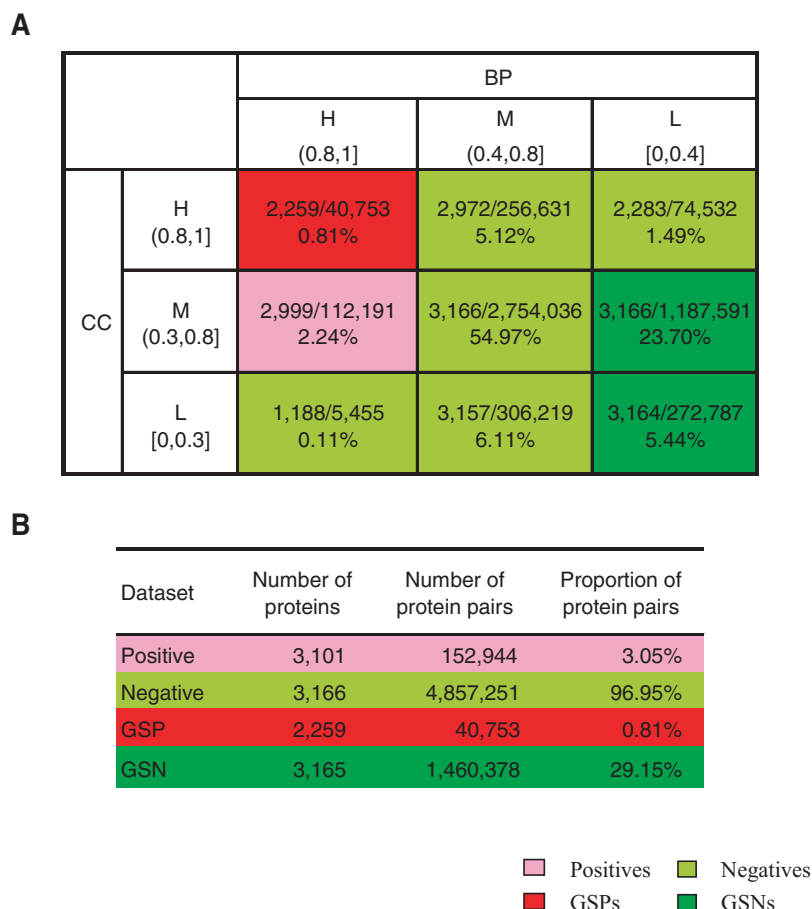 A
BP
H M L
(0.8,1] (0.4,0.8] [0,0.4]
H 2,259/40,753 2,972/256,631 2,283/74,532
(0.8,1] 0.81% 5.12% 1.49%
CC
M 2,999/112,191 3,166/2,754,036 3,166/1,187,591
(0.3,0.8] 2.24% 54.97% 23.70%
L 1,188/5,455 3,157/306,219 3,164/272,787
[0,0.3] 0.11% 6.11% 5.44%
B
Dataset Number of proteins Number of protein pairs Proportion of protein pairs
Positive 3,101 152,944 3.05%
Negative 3,166 4,857,251 96.95%
GSP 2,259 40,753 0.81%
GSN 3,165 1,460,378 29.15%
Positives Negatives
GSPs GSNs